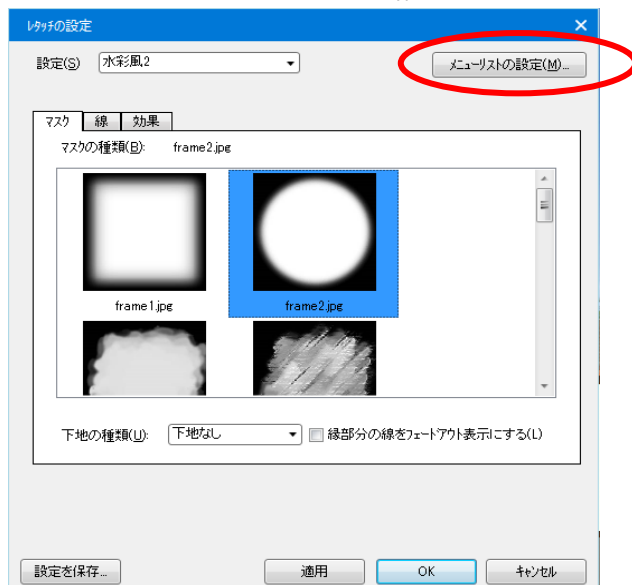 ﾚﾀｯﾁの設定
設定(S) 水彩風2 ﾒﾆｭｰﾘｽﾄの設定(M)...
ﾏｽｸ 線 効果
ﾏｽｸの種類(B): frame2.jpg
frame1.jpg frame2.jpg
下地の種類(U): 下地なし 縁部分の線をﾌｪｰﾄﾞｱｳﾄ表示にする(L)
設定を保存... 適用 OK ｷｬﾝｾﾙ